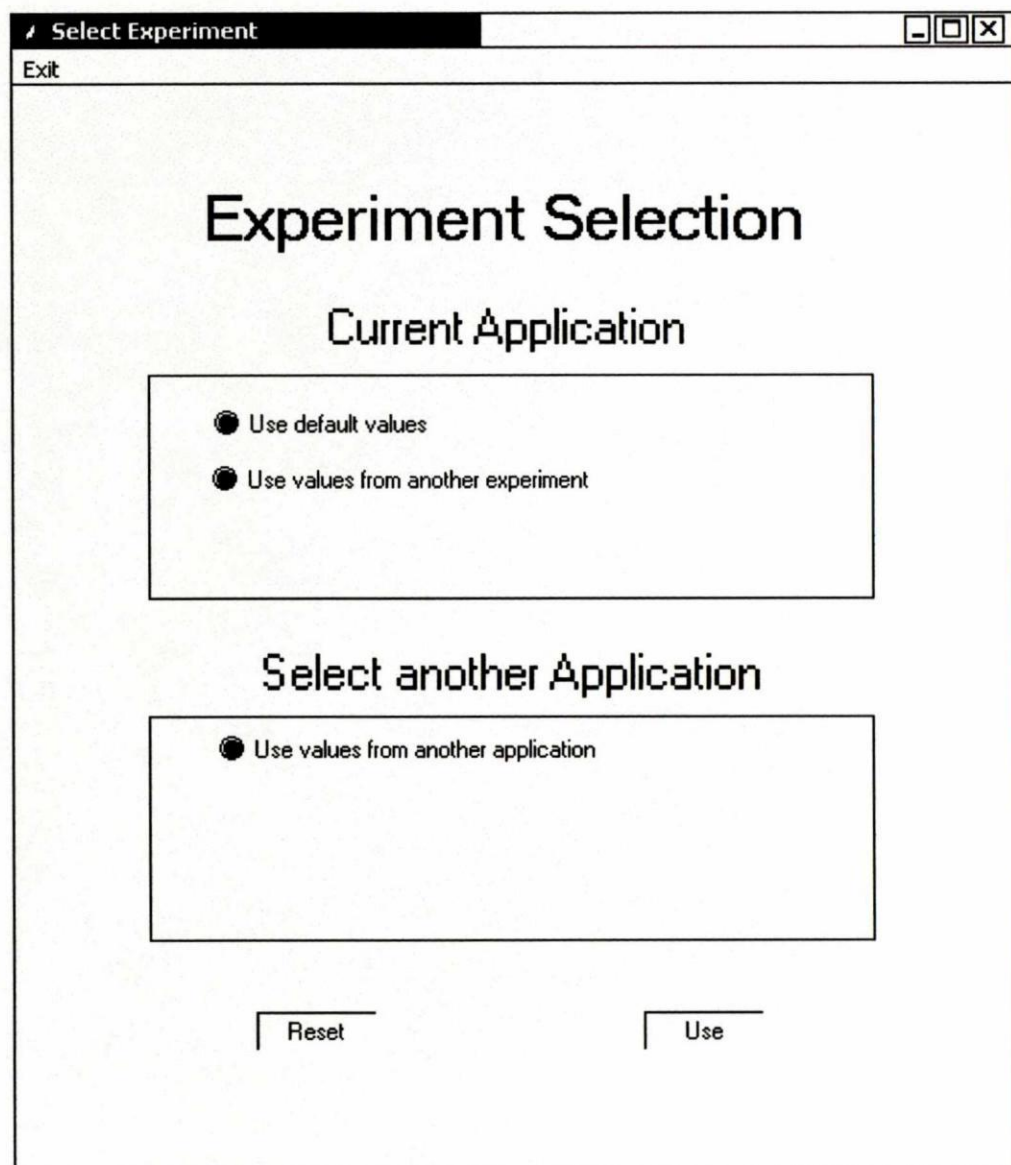 Select Experiment
Exit
Experiment Selection
Current Application
Use default values
Use values from another experiment
Select another Application
Use values from another application
Reset
Use